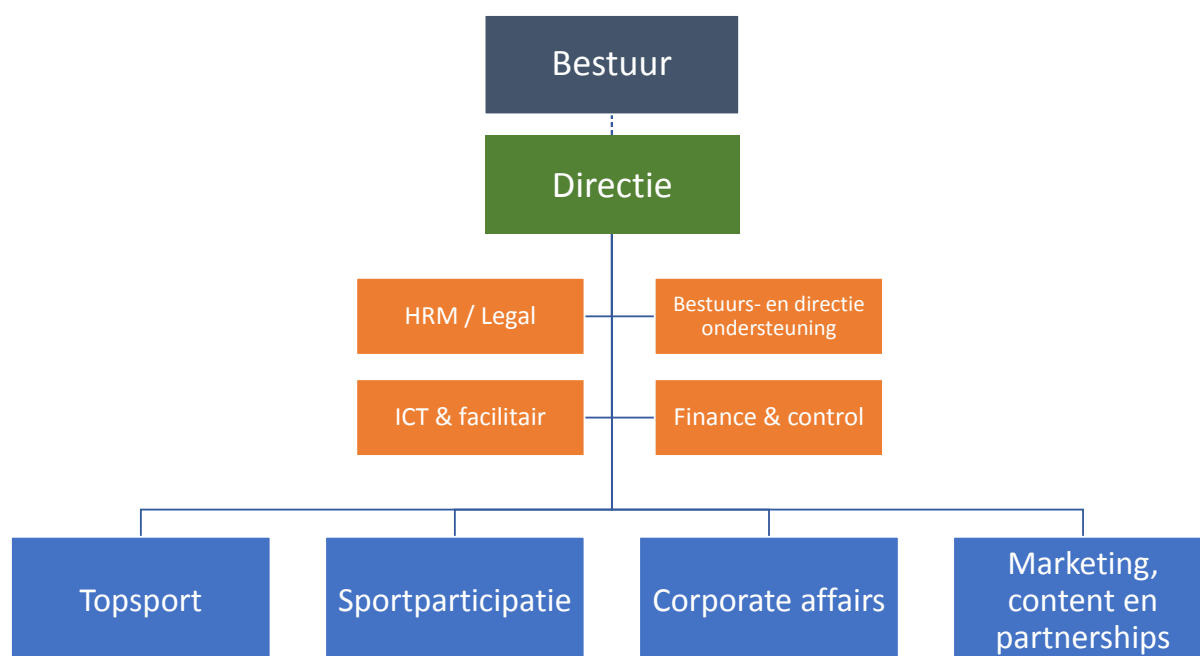 Bestuur
Directie
HRM / Legal
Bestuurs- en directie
ondersteuning
ICT & facilitair
Finance & control
Topsport
Sportparticipatie
Corporate affairs
Marketing,
content en
partnerships